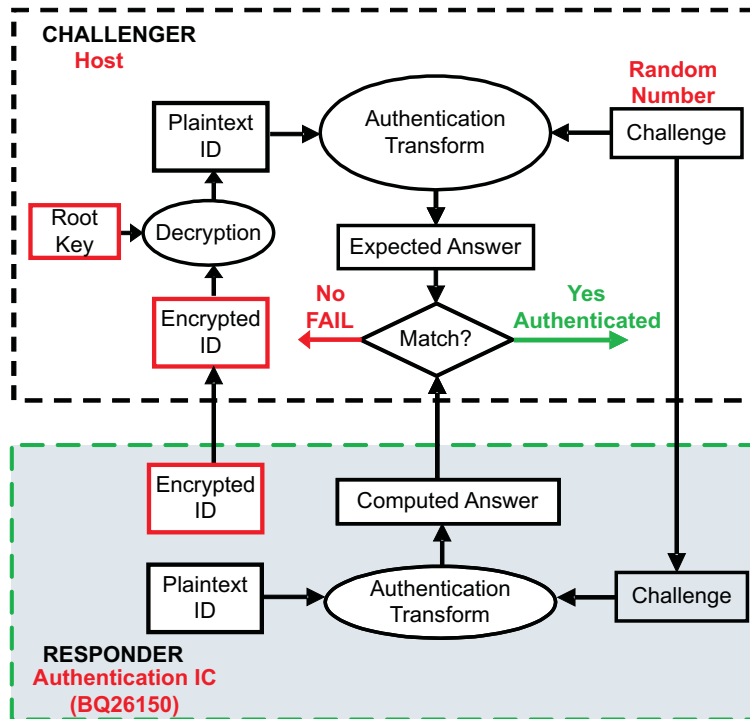 CHALLENGER
Host
Random
Number
Plaintext
ID
Authentication
Transform
Challenge
Root
Key
Decryption
Expected Answer
No
FAIL
Yes
Authenticated
Encrypted
ID
Match?
Encrypted
ID
Computed Answer
Plaintext
ID
Authentication
Transform
Challenge
RESPONDER
Authentication IC
(BQ26150)